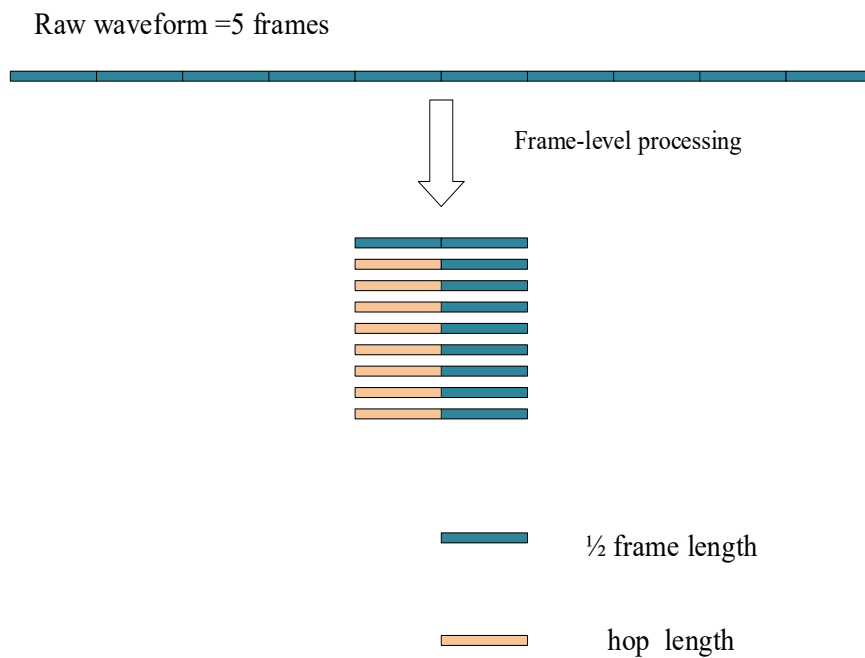 Raw waveform =5 frames
Frame-level processing
½ frame length
hop length